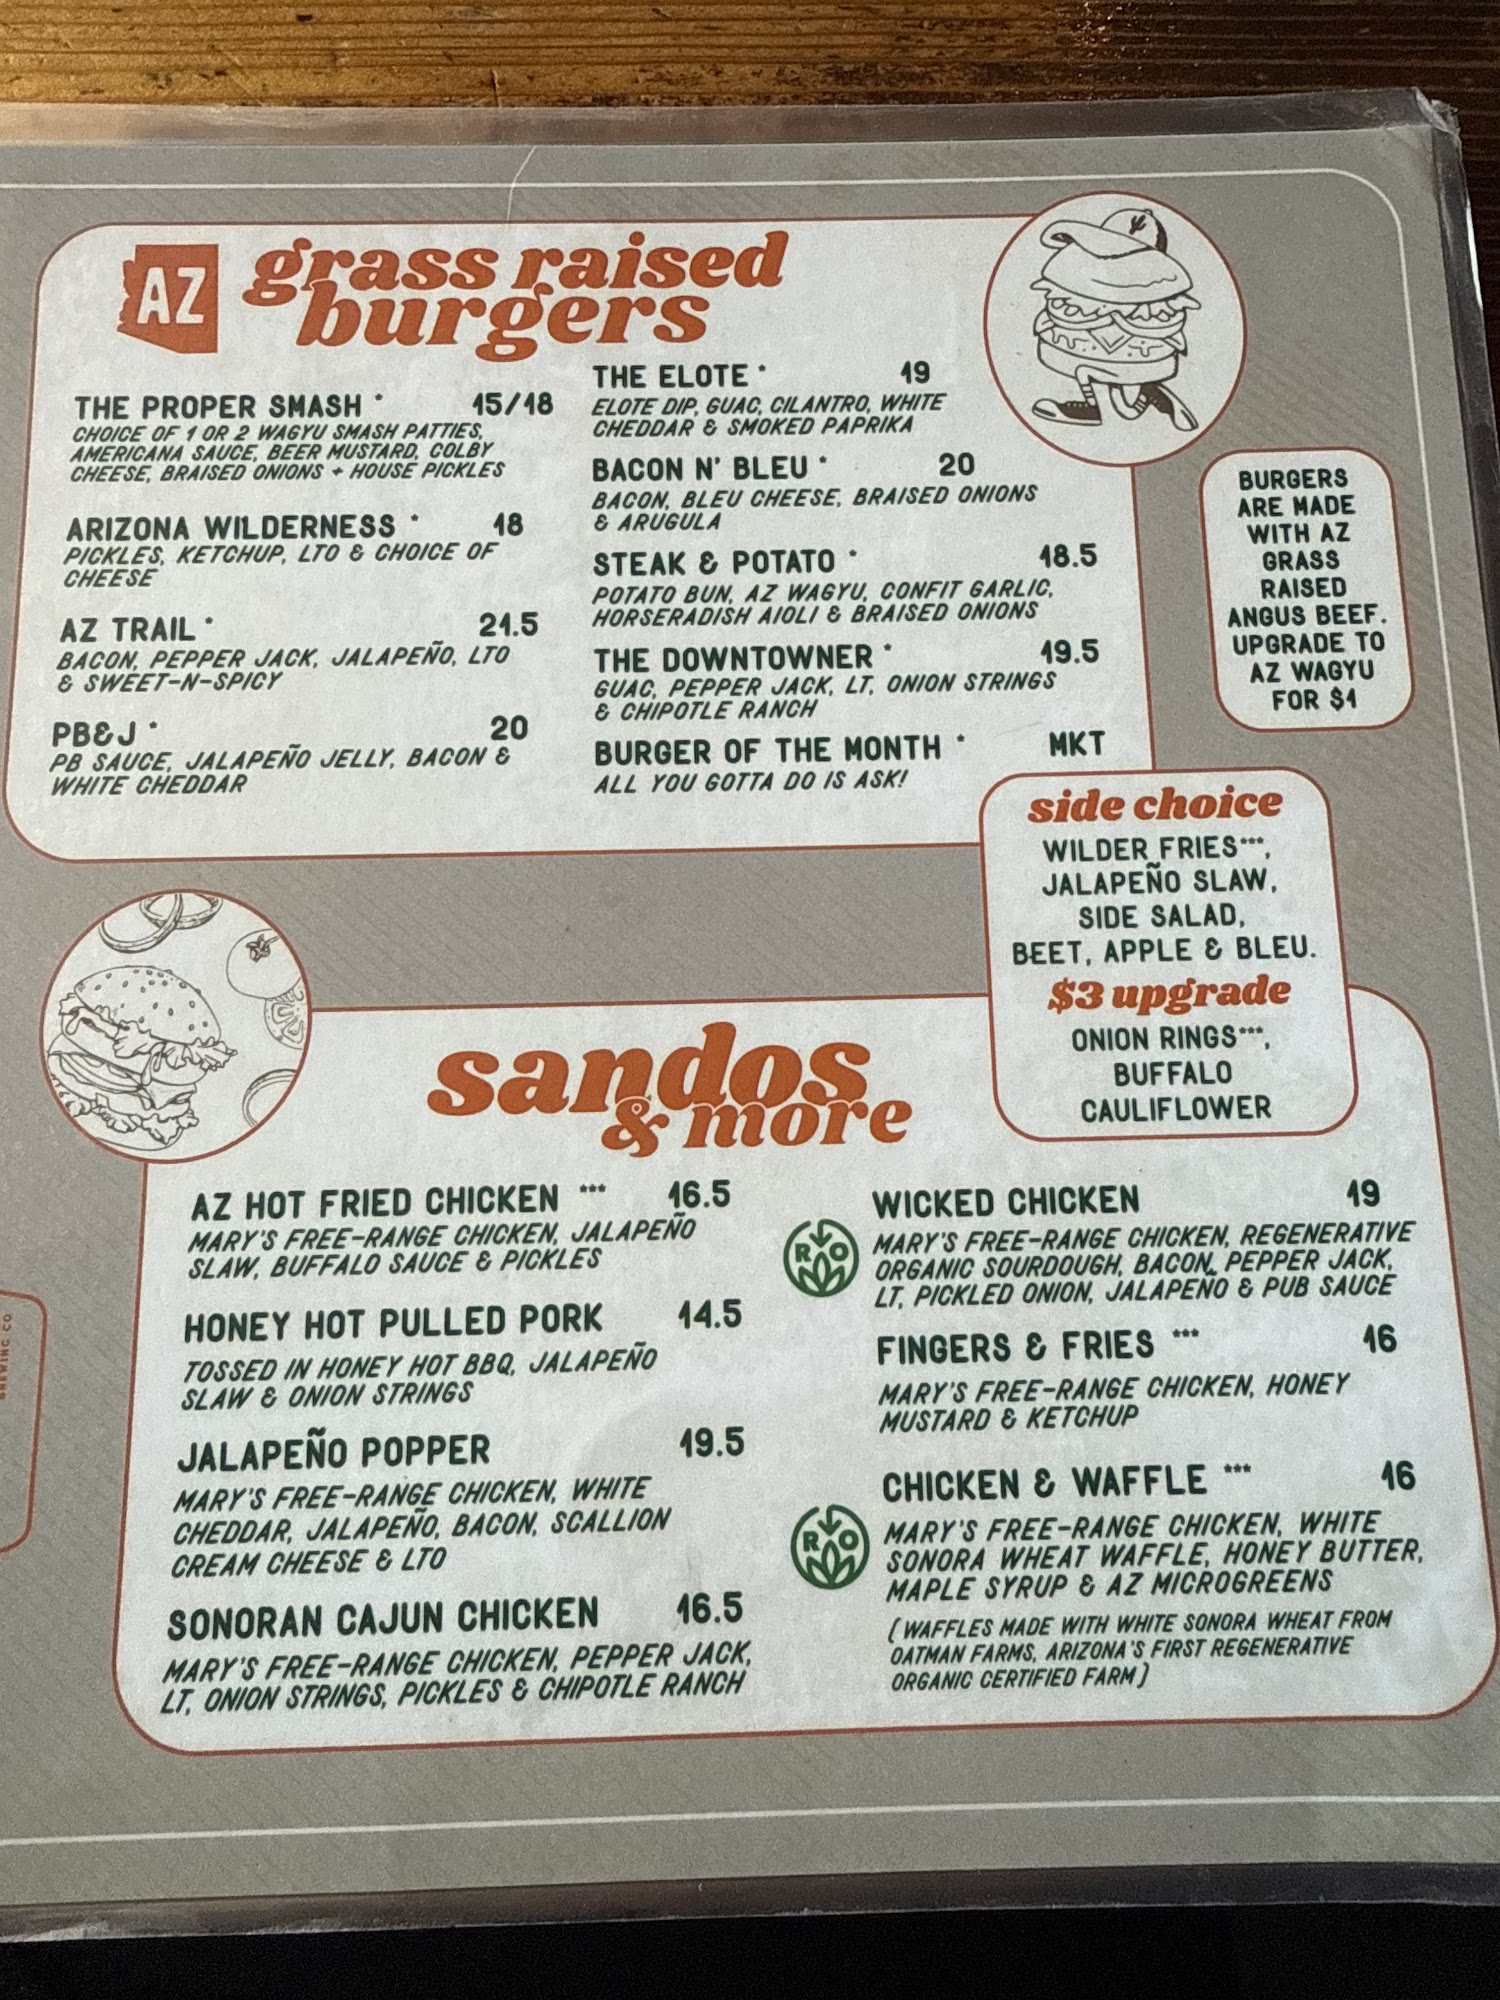 AZ
grass raised
burgers
THE PROPER SMASH * 15/18
CHOICE OF 1 OR 2 WAGYU SMASH PATTIES,
AMERICANA SAUCE, BEER MUSTARD, COLBY
CHEESE, BRAISED ONIONS + HOUSE PICKLES
ARIZONA WILDERNESS * 18
PICKLES, KETCHUP, LTO & CHOICE OF
CHEESE
AZ TRAIL * 21.5
BACON, PEPPER JACK, JALAPEÑO, LTO
& SWEET-N-SPICY
PB&J * 20
PB SAUCE, JALAPEÑO JELLY, BACON &
WHITE CHEDDAR
THE ELOTE * 19
ELOTE DIP, GUAC, CILANTRO, WHITE
CHEDDAR & SMOKED PAPRIKA
BACON N' BLEU * 20
BACON, BLEU CHEESE, BRAISED ONIONS
& ARUGULA
STEAK & POTATO * 18.5
POTATO BUN, AZ WAGYU, CONFIT GARLIC,
HORSERADISH AIOLI & BRAISED ONIONS
THE DOWNTOWNER * 19.5
GUAC, PEPPER JACK, LT, ONION STRINGS
& CHIPOTLE RANCH
BURGER OF THE MONTH * MKT
ALL YOU GOTTA DO IS ASK!
BURGERS
ARE MADE
WITH AZ
GRASS
RAISED
ANGUS BEEF.
UPGRADE TO
AZ WAGYU
FOR $1
side choice
WILDER FRIES***,
JALAPEÑO SLAW,
SIDE SALAD,
BEET, APPLE & BLEU.
$3 upgrade
ONION RINGS***,
BUFFALO
CAULIFLOWER
sandos
& more
AZ HOT FRIED CHICKEN *** 16.5
MARY'S FREE-RANGE CHICKEN, JALAPEÑO
SLAW, BUFFALO SAUCE & PICKLES
HONEY HOT PULLED PORK 14.5
TOSSED IN HONEY HOT BBQ, JALAPEÑO
SLAW & ONION STRINGS
JALAPEÑO POPPER 19.5
MARY'S FREE-RANGE CHICKEN, WHITE
CHEDDAR, JALAPEÑO, BACON, SCALLION
CREAM CHEESE & LTO
SONORAN CAJUN CHICKEN 16.5
MARY'S FREE-RANGE CHICKEN, PEPPER JACK,
LT, ONION STRINGS, PICKLES & CHIPOTLE RANCH
WICKED CHICKEN 19
R O
MARY'S FREE-RANGE CHICKEN, REGENERATIVE
ORGANIC SOURDOUGH, BACON, PEPPER JACK,
LT, PICKLED ONION, JALAPEÑO & PUB SAUCE
FINGERS & FRIES *** 16
MARY'S FREE-RANGE CHICKEN, HONEY
MUSTARD & KETCHUP
CHICKEN & WAFFLE *** 16
R O
MARY'S FREE-RANGE CHICKEN, WHITE
SONORA WHEAT WAFFLE, HONEY BUTTER,
MAPLE SYRUP & AZ MICROGREENS
(WAFFLES MADE WITH WHITE SONORA WHEAT FROM
OATMAN FARMS, ARIZONA'S FIRST REGENERATIVE
ORGANIC CERTIFIED FARM)